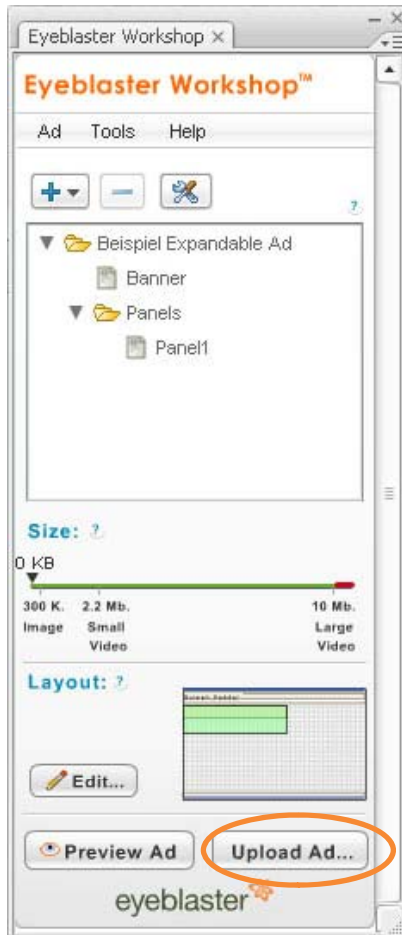 Eyeblaster Workshop ×
Eyeblaster Workshop™
Ad Tools Help
?
Beispiel Expandable Ad
Banner
Panels
Panel1
Size: ?
0 KB
300 K. 2.2 Mb. 10 Mb.
Image Small Large
Video Video
Layout: ?
Edit...
Preview Ad Upload Ad...
eyeblaster